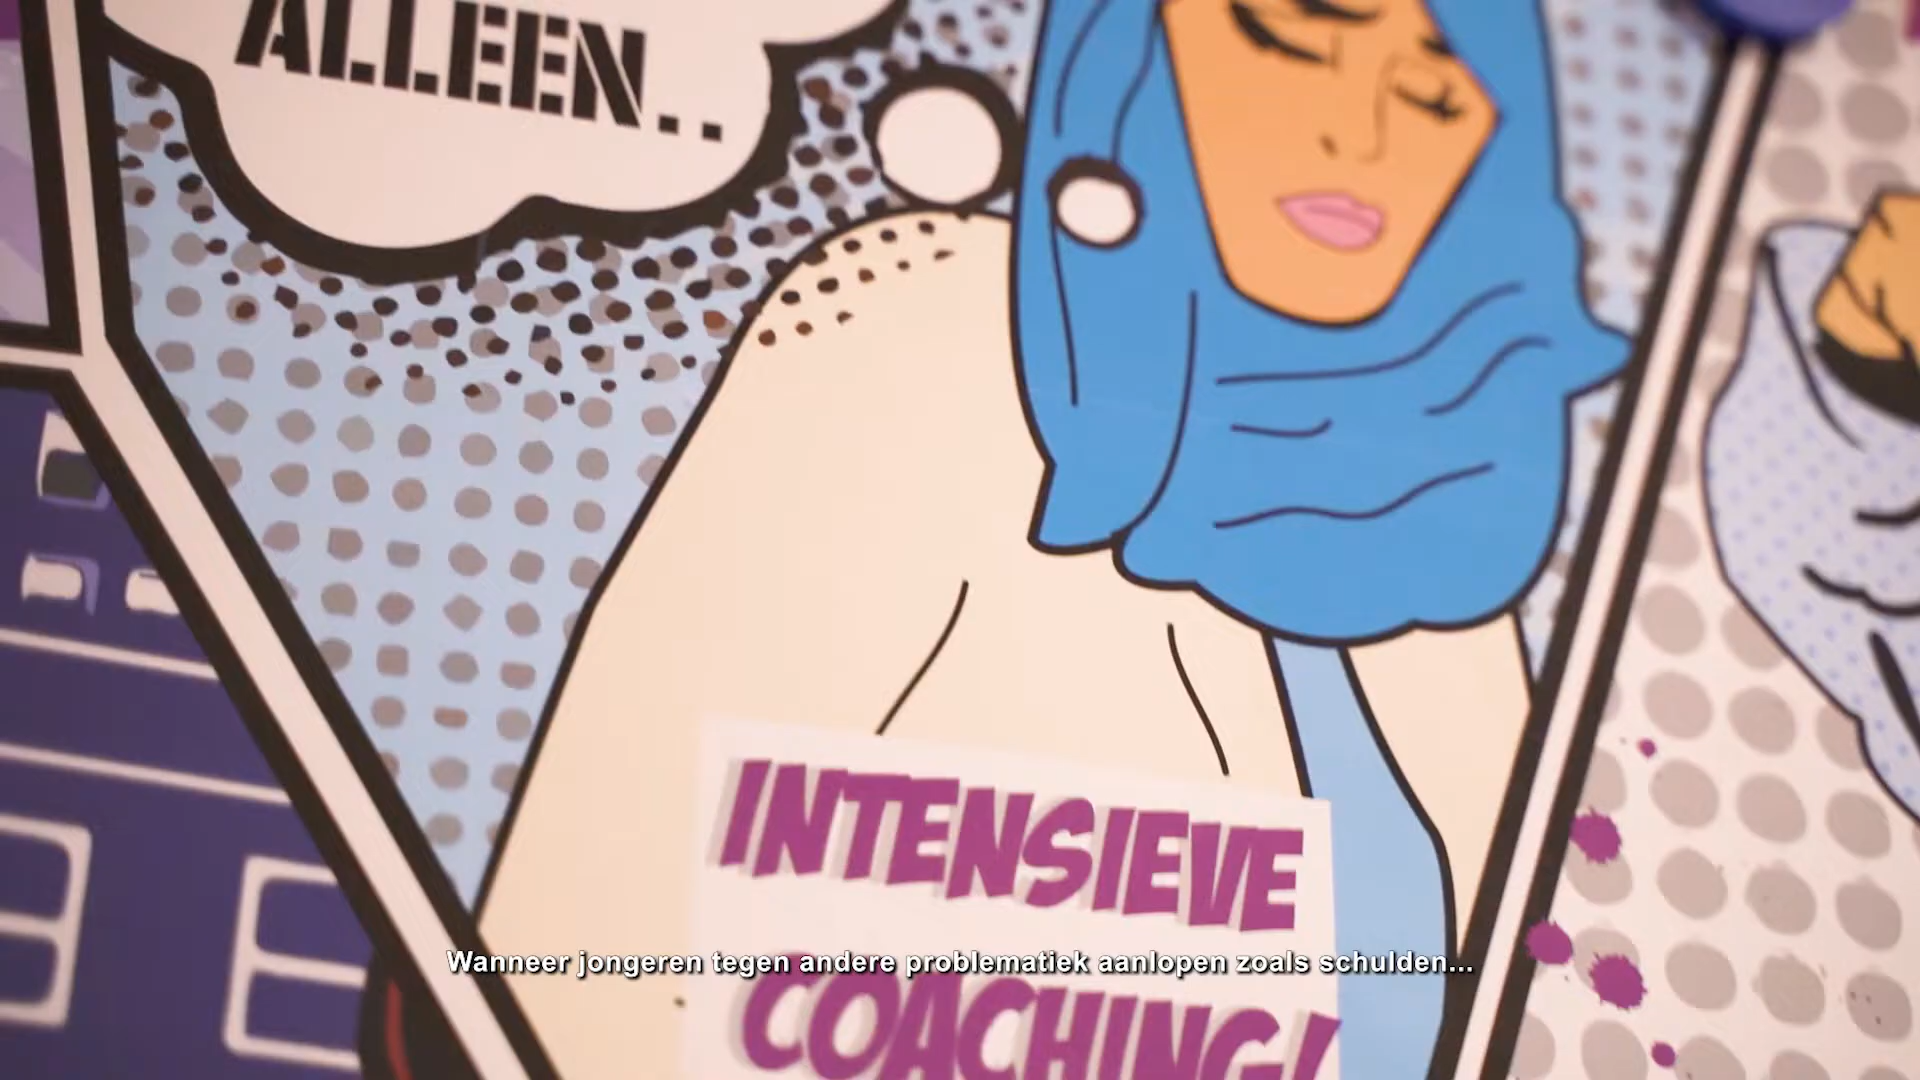 ALLEEN..
INTENSIEVE
COACHING!
Wanneer jongeren tegen andere problematiek aanlopen zoals schulden...